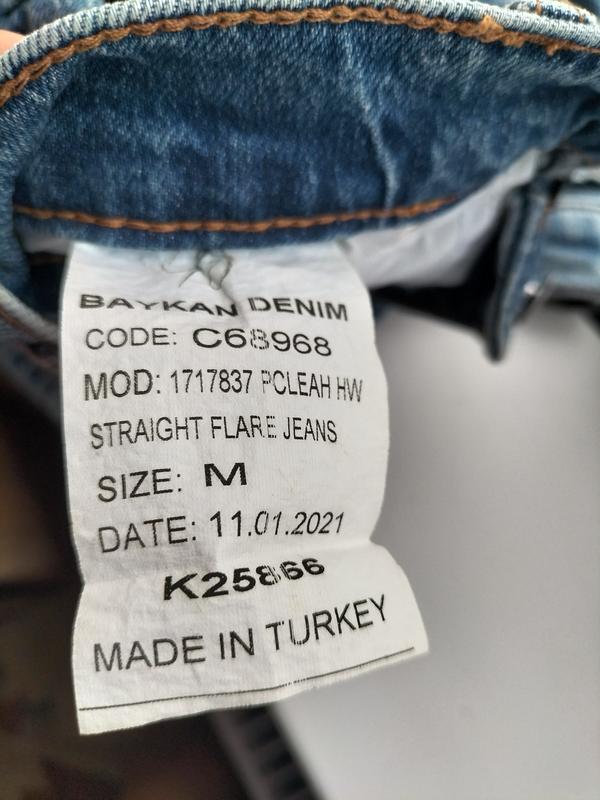 BAYKAN DENIM
CODE: C68968
MOD: 1717837 PCLEAH HW
STRAIGHT FLARE JEANS
SIZE: M
DATE: 11.01.2021
K25866
MADE IN TURKEY